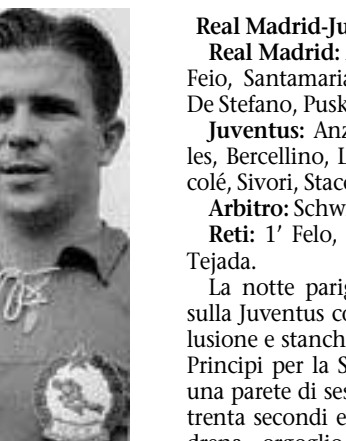 Real Madrid-Ju
Real Madrid:
Feio, Santamaria
De Stefano, Pusk
Juventus: Anz
les, Bercellino, L
colé, Sivori, Stac
Arbitro: Schw
Reti: 1’ Felo,
Tejada.
La notte parig
sulla Juventus co
lusione e stanch
Principi per la S
una parete di ses
trenta secondi e
drena, orgoglio